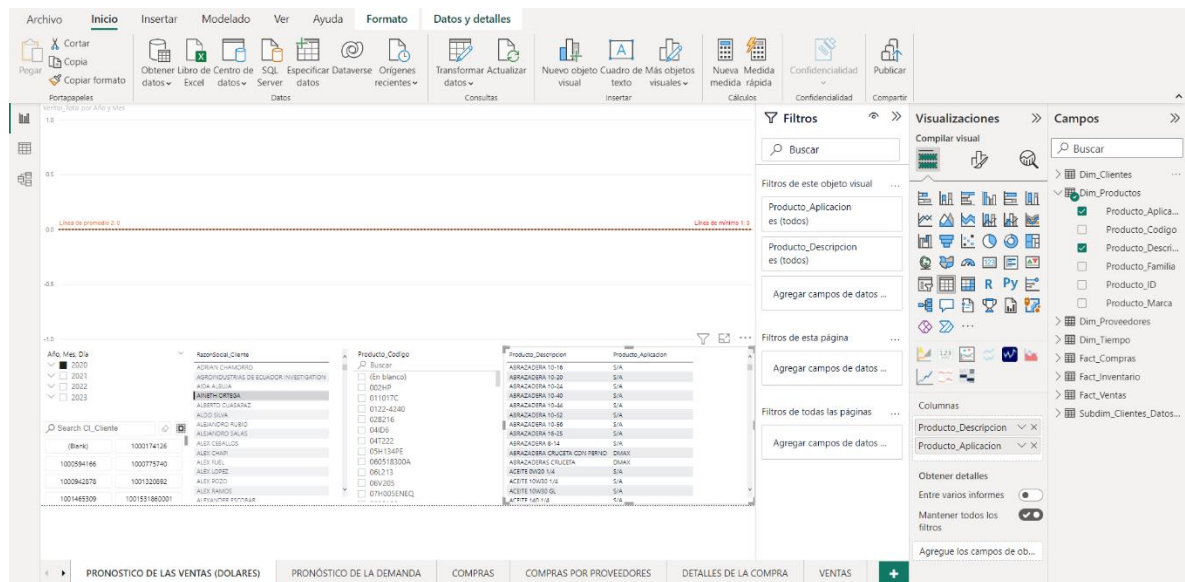 Archivo Inicio Insertar Modelado Ver Ayuda Formato Datos y detalles
Pegar
Cortar
Copia
Copiar formato
Portapapeles
Obtener datos
Libro de Excel
Centro de datos
SQL Server
Especificar datos
Dataverse
Orígenes recientes
Datos
Transformar datos
Actualizar
Consultas
Nuevo objeto visual
Cuadro de texto
Más objetos visuales
Insertar
Nueva medida
Medida rápida
Cálculos
Confidencialidad
Confidencialidad
Publicar
Compartir
Ventas_Total por Año y Mes
1.0
0.5
Línea de promedio 2: 0
Línea de mínimo 1: 0
0.0
-0.5
-1.0
Año, Mes, Día
2020
2021
2022
2023
Search CI_Cliente
(Blank) 1000174126
1000594166 1000775740
1000942878 1001320892
1001465309 1001531860001
RazonSocial_Cliente
ADRIAN CHAMORRO
AGROINDUSTRIAS DE ECUADOR INVESTIGATION
AIDA ALBUJA
AINETH ORTEGA
ALBERTO CUASAPAZ
ALDO SILVA
ALEJANDRO RUBIO
ALEJANDRO SALAS
ALEX CEBALLOS
ALEX CHAPI
ALEX FUEL
ALEX LOPEZ
ALEX POZO
ALEX RAMOS
ALEXANDER ESCOBAR
Producto_Codigo
Buscar
(En blanco)
002HP
011017C
0122-4240
028216
04ID6
04T222
05H134PE
060518300A
06L213
06V205
07H005ENEQ
Producto_Descripcion Producto_Aplicacion
ABRAZADERA 10-16 S/A
ABRAZADERA 10-20 S/A
ABRAZADERA 10-24 S/A
ABRAZADERA 10-40 S/A
ABRAZADERA 10-44 S/A
ABRAZADERA 10-52 S/A
ABRAZADERA 10-56 S/A
ABRAZADERA 16-25 S/A
ABRAZADERA 8-14 S/A
ABRAZADERA CRUCETA CON PERNO DMAX
ABRAZADERAS CRUCETA DMAX
ACEITE 0W20 1/4 S/A
ACEITE 10W30 1/4 S/A
ACEITE 10W30 GL S/A
ACEITE 140 1/4 S/A
Filtros
Buscar
Filtros de este objeto visual ...
Producto_Aplicacion
es (todos)
Producto_Descripcion
es (todos)
Agregar campos de datos ...
Filtros de esta página ...
Agregar campos de datos ...
Filtros de todas las páginas ...
Agregar campos de datos ...
Visualizaciones
Compilar visual
123
R Py
...
Columnas
Producto_Descripcion
Producto_Aplicacion
Obtener detalles
Entre varios informes
Mantener todos los
filtros
Agregue los campos de ob...
Campos
Buscar
Dim_Clientes ...
Dim_Productos
Producto_Aplica...
Producto_Codigo
Producto_Descri...
Producto_Familia
Producto_ID
Producto_Marca
Dim_Proveedores
Dim_Tiempo
Fact_Compras
Fact_Inventario
Fact_Ventas
Subdim_Clientes_Datos...
PRONOSTICO DE LAS VENTAS (DOLARES) PRONÓSTICO DE LA DEMANDA COMPRAS COMPRAS POR PROVEEDORES DETALLES DE LA COMPRA VENTAS +